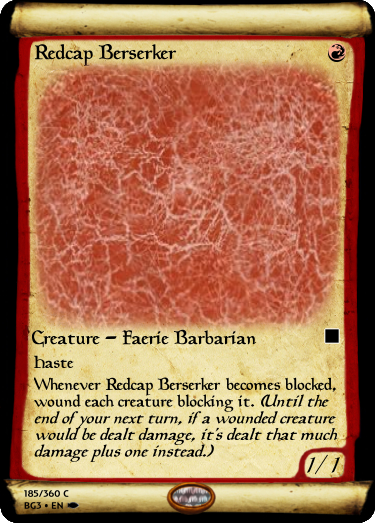 Redcap Berserker
Creature – Faerie Barbarian
Haste
Whenever Redcap Berserker becomes blocked,
wound each creature blocking it. (Until the
end of your next turn, if a wounded creature
would be dealt damage, it's dealt that much
damage plus one instead.)
1/1
185/360 C
BG3 • EN